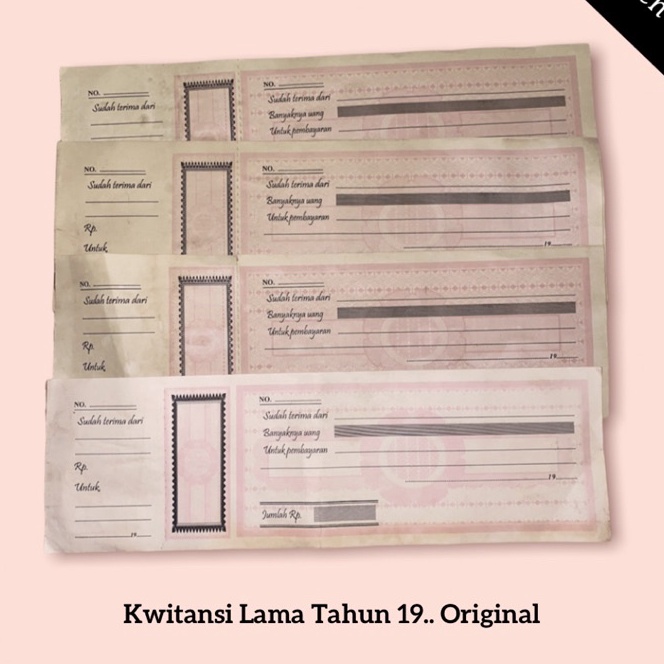 NO.
Sudah terima dari
NO.
Sudah terima dari
Banyaknya uang
Untuk pembayaran
NO.
Sudah terima dari
Rp.
Untuk
NO.
Sudah terima dari
Banyaknya uang
Untuk pembayaran
19
NO.
Sudah terima dari
Rp.
Untuk
NO.
Sudah terima dari
Banyaknya uang
Untuk pembayaran
19
NO.
Sudah terima dari
Rp.
Untuk
19
NO.
Sudah terima dari
Banyaknya uang
Untuk pembayaran
19
Jumlah Rp.
Kwitansi Lama Tahun 19.. Original